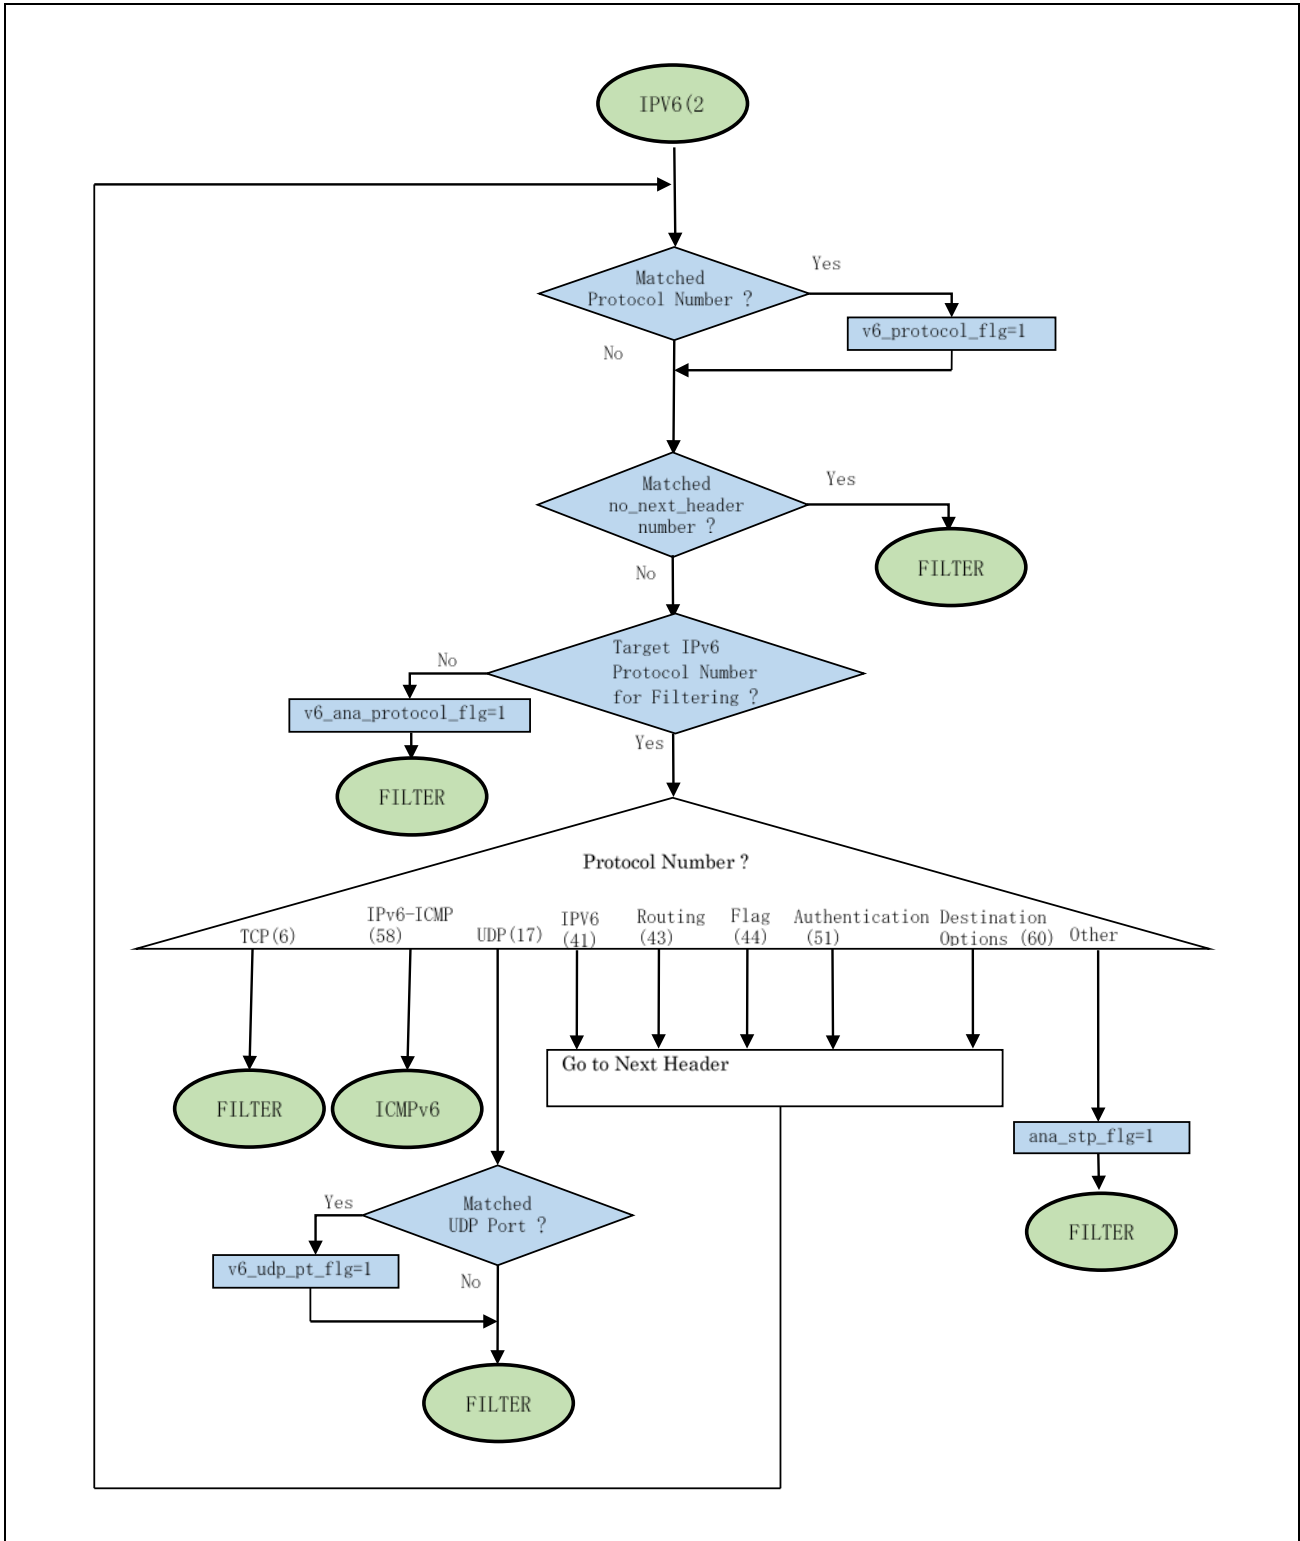 IPV6(2
Yes
Matched
Protocol Number ?
v6_protocol_flg=1
No
Yes
Matched
no_next_header
number ?
FILTER
No
Target IPv6
Protocol Number
for Filtering ?
No
v6_ana_protocol_flg=1
Yes
FILTER
Protocol Number ?
TCP(6)
IPv6-ICMP
(58)
UDP(17)
IPV6
(41)
Routing
(43)
Flag
(44)
Authentication
(51)
Destination
Options (60)
Other
Go to Next Header
FILTER
ICMPv6
ana_stp_flg=1
Yes
Matched
UDP Port ?
FILTER
v6_udp_pt_flg=1
No
FILTER